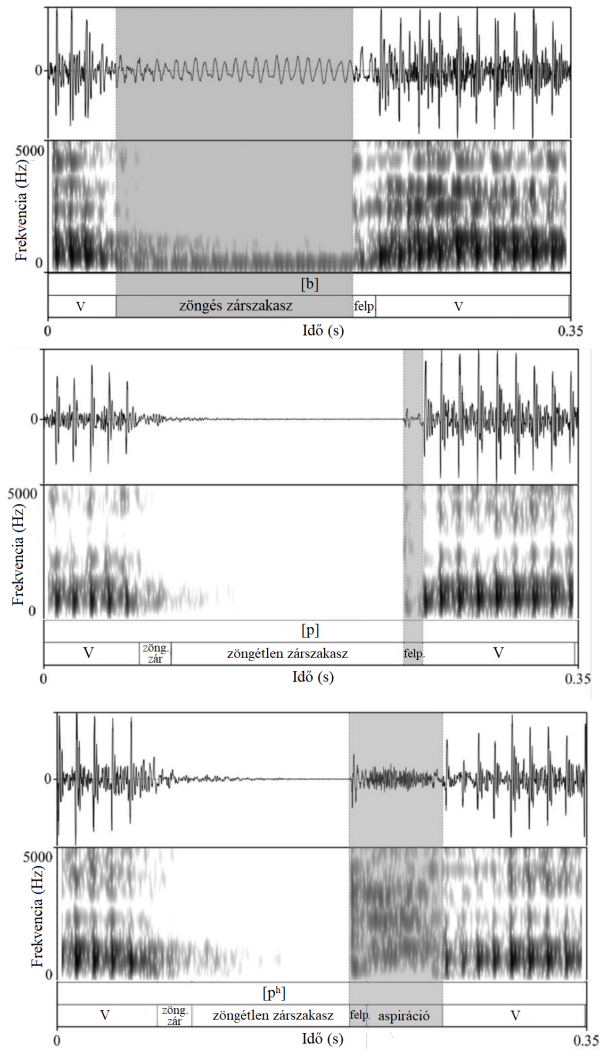 0
5000
Frekvencia (Hz)
0
[b]
V zöngés zárszakasz felp. V
0 Idő (s) 0.35
0
5000
Frekvencia (Hz)
0
[p]
V zöng. zár zöngétlen zárszakasz felp. V
0 Idő (s) 0.35
0
5000
Frekvencia (Hz)
0
[pʰ]
V zöng. zár zöngétlen zárszakasz felp. aspiráció V
0 Idő (s) 0.35